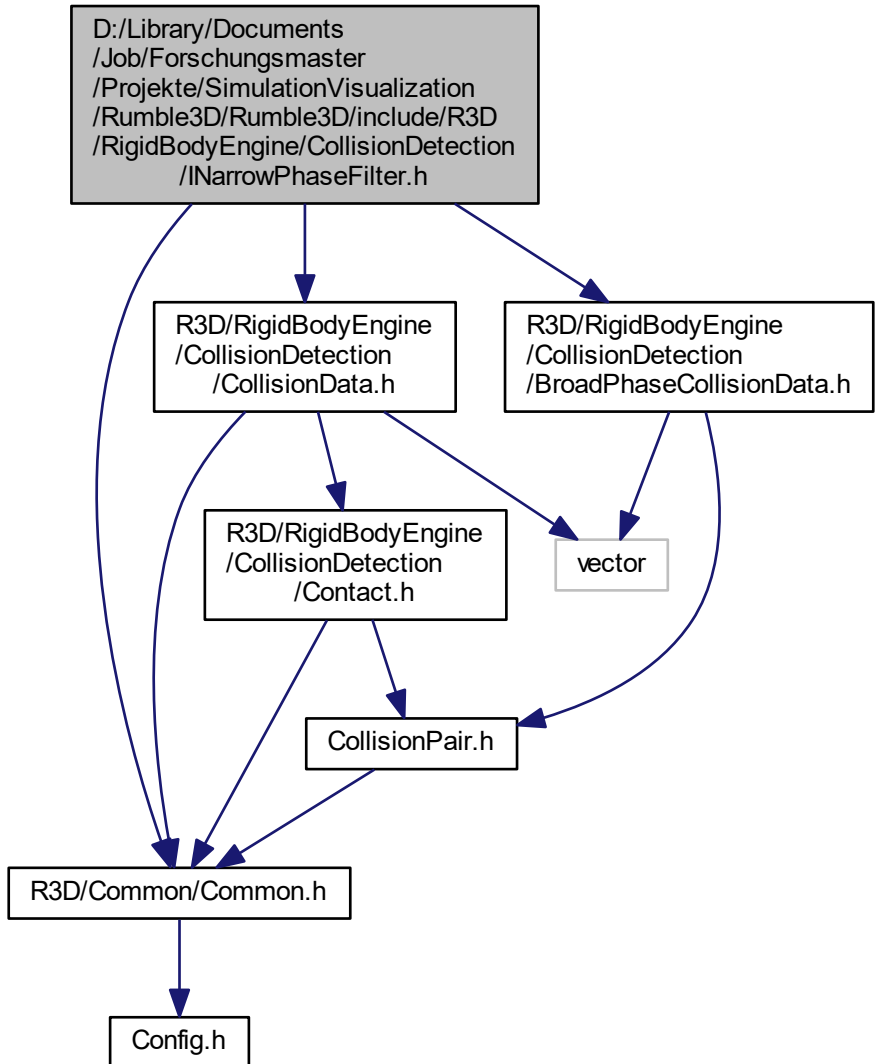 D:/Library/Documents
/Job/Forschungsmaster
/Projekte/SimulationVisualization
/Rumble3D/Rumble3D/include/R3D
/RigidBodyEngine/CollisionDetection
/INarrowPhaseFilter.h
R3D/RigidBodyEngine
/CollisionDetection
/CollisionData.h
R3D/RigidBodyEngine
/CollisionDetection
/BroadPhaseCollisionData.h
R3D/RigidBodyEngine
/CollisionDetection
/Contact.h
vector
CollisionPair.h
R3D/Common/Common.h
Config.h